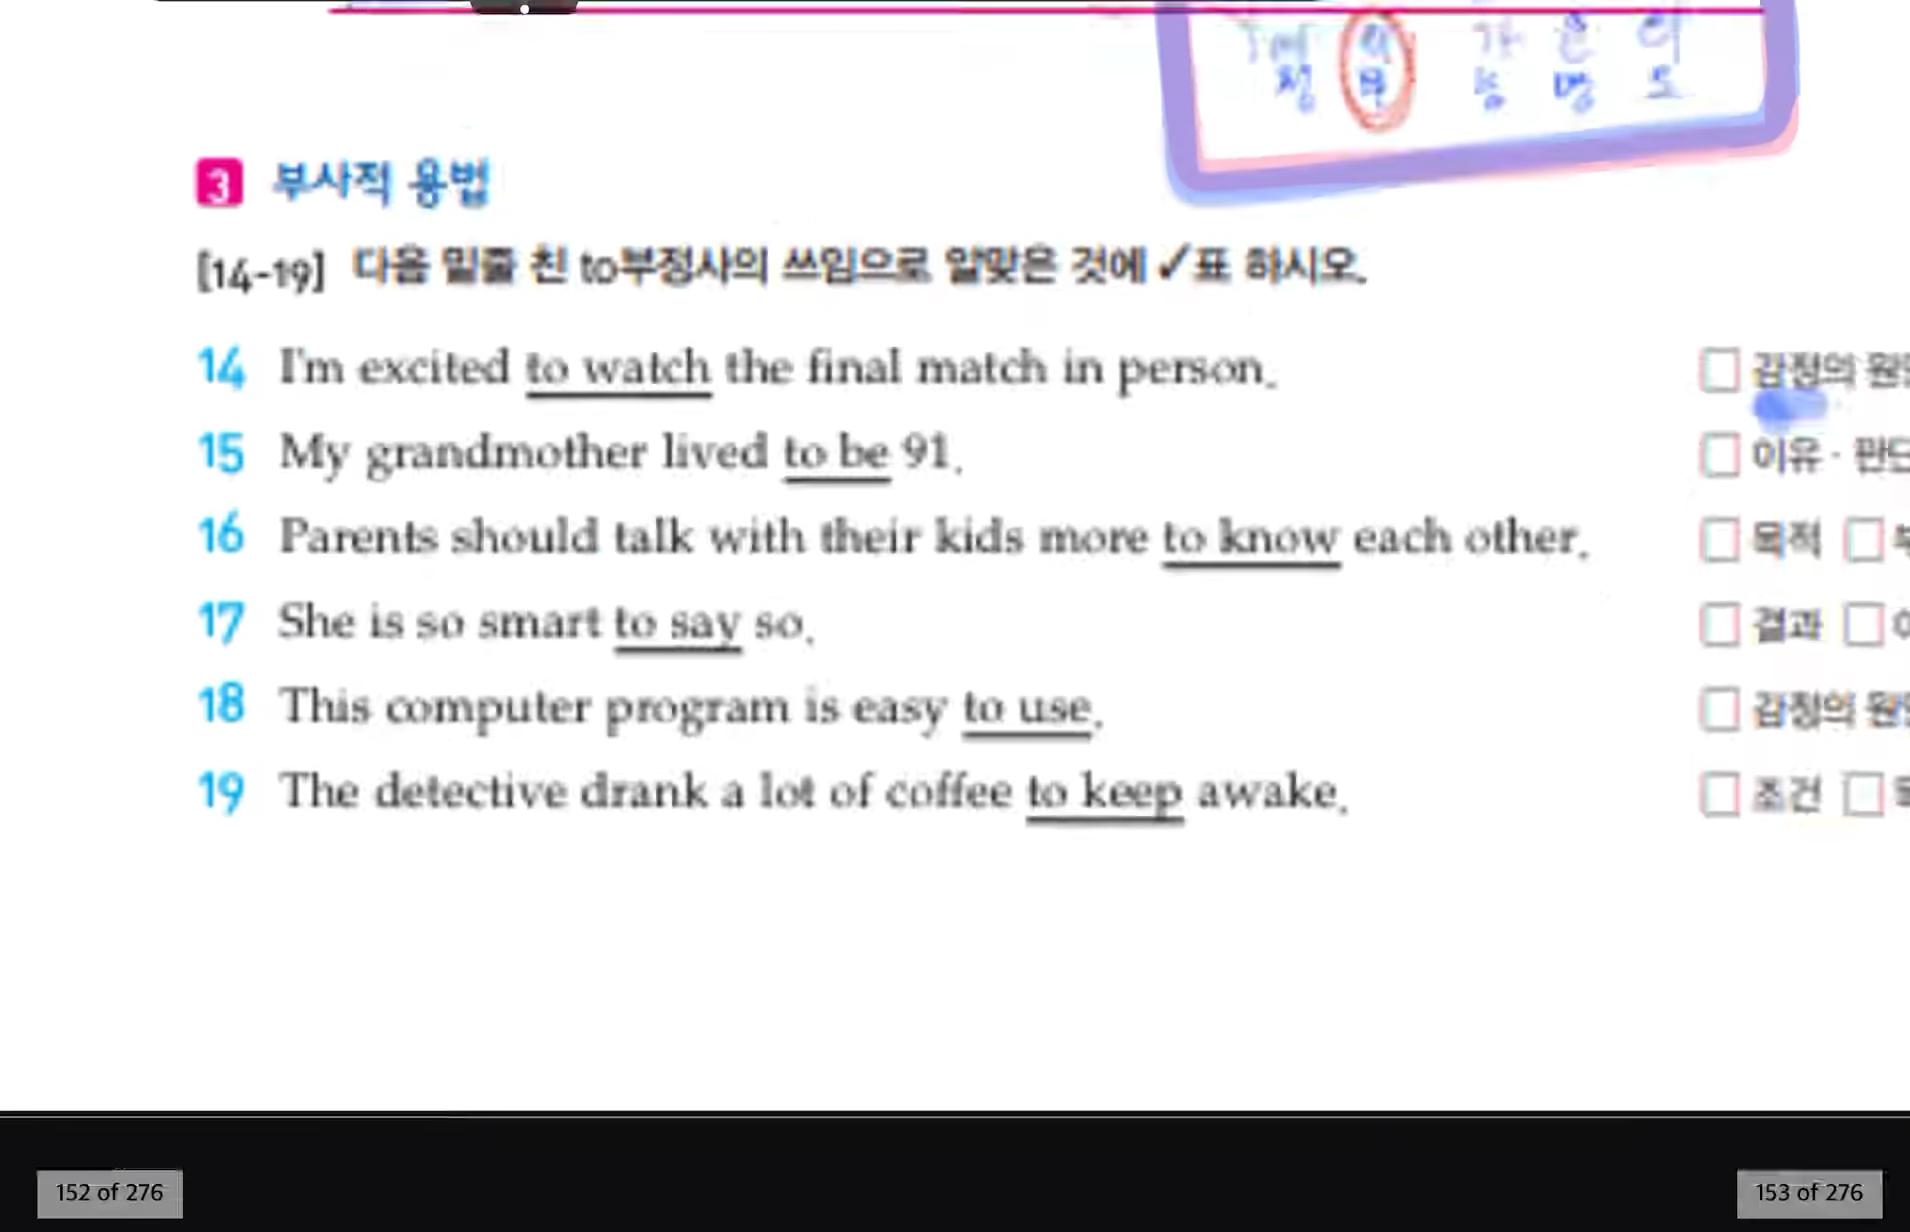 정 무 능 명 도
3 부사적 용법
[14-19] 다음 밑줄 친 to부정사의 쓰임으로 알맞은 것에 ✓표 하시오.
14 I'm excited to watch the final match in person. □ 감정의
15 My grandmother lived to be 91. □ 이유 ·
16 Parents should talk with their kids more to know each other. □ 목적 □
17 She is so smart to say so. □ 결과 □
18 This computer program is easy to use. □ 감정의
19 The detective drank a lot of coffee to keep awake. □ 조건 □
152 of 276
153 of 276